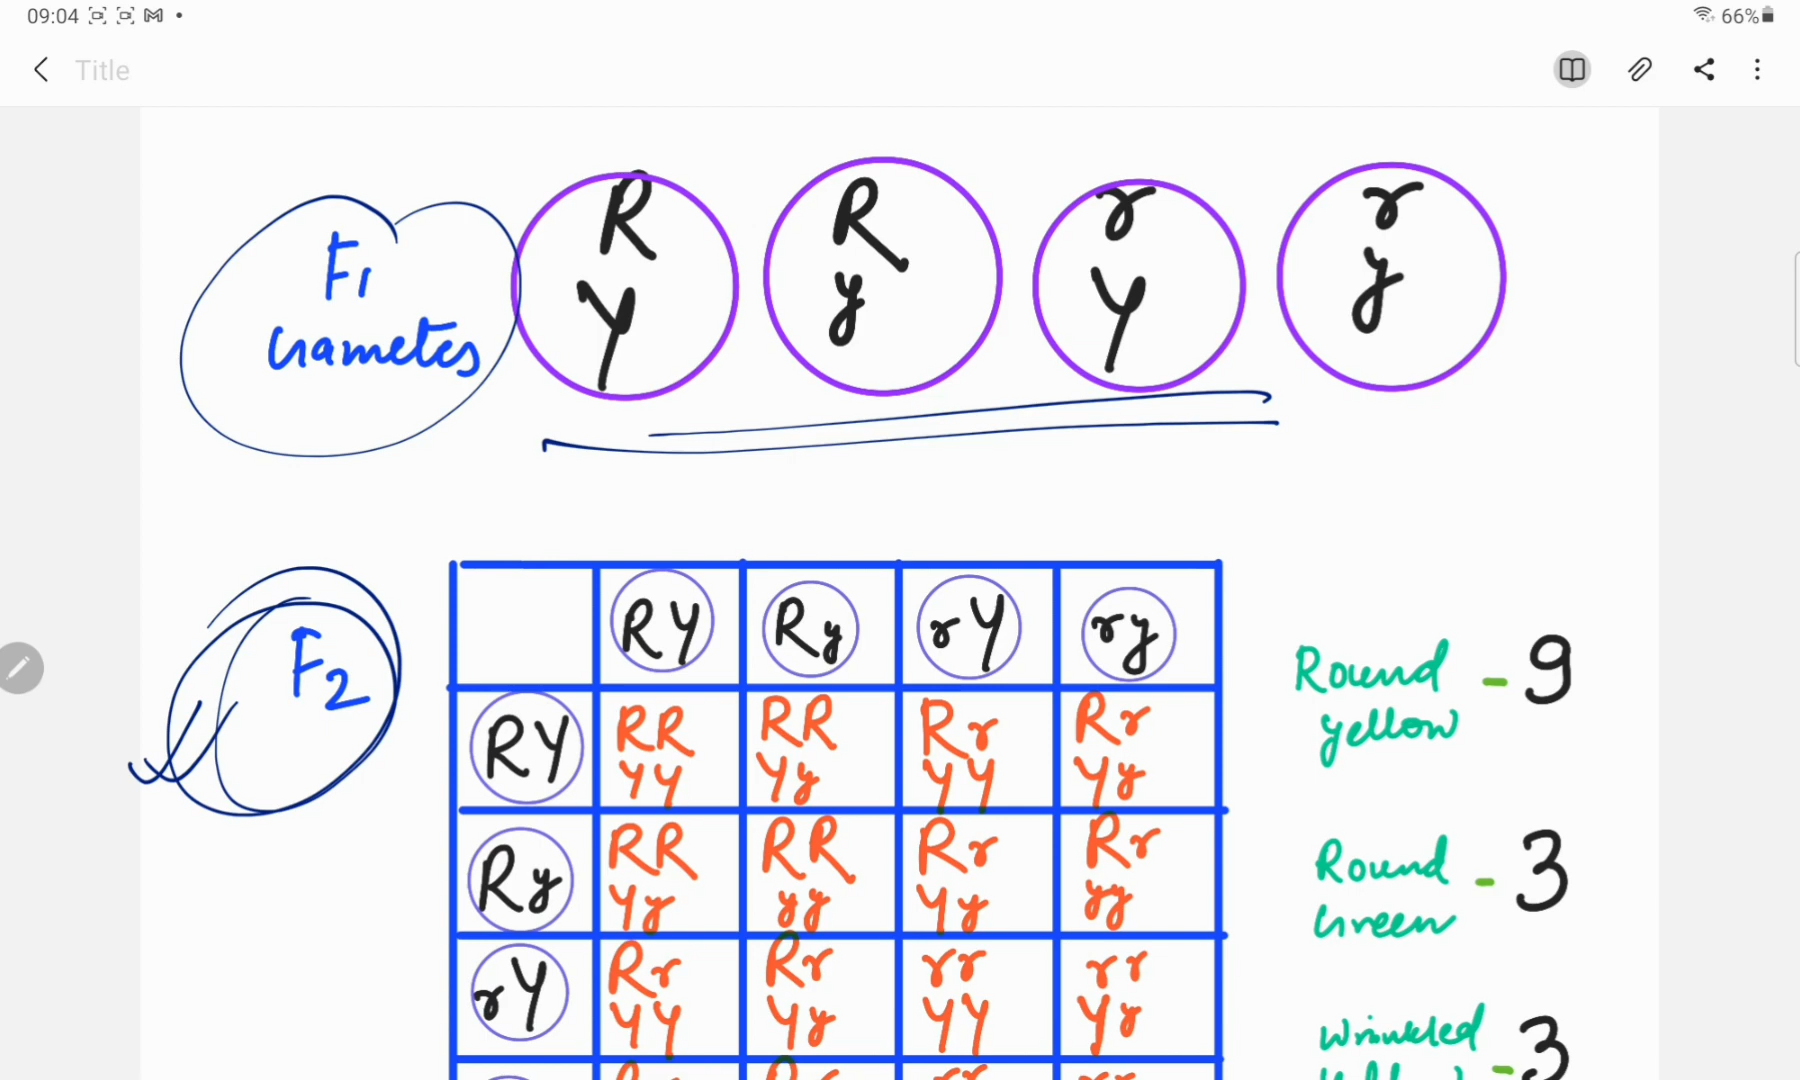 09:04
66%
Title
R
Y
R
y
r
Y
r
y
F1
Gametes
F2
RY Ry rY ry
RY RR RR Rr Rr
YY Yy YY Yy
Ry RR RR Rr Rr
Yy yy Yy yy
rY Rr Rr rr rr
YY Yy YY Yy
Round - 9
yellow
Round - 3
Green
Wrinkled - 3